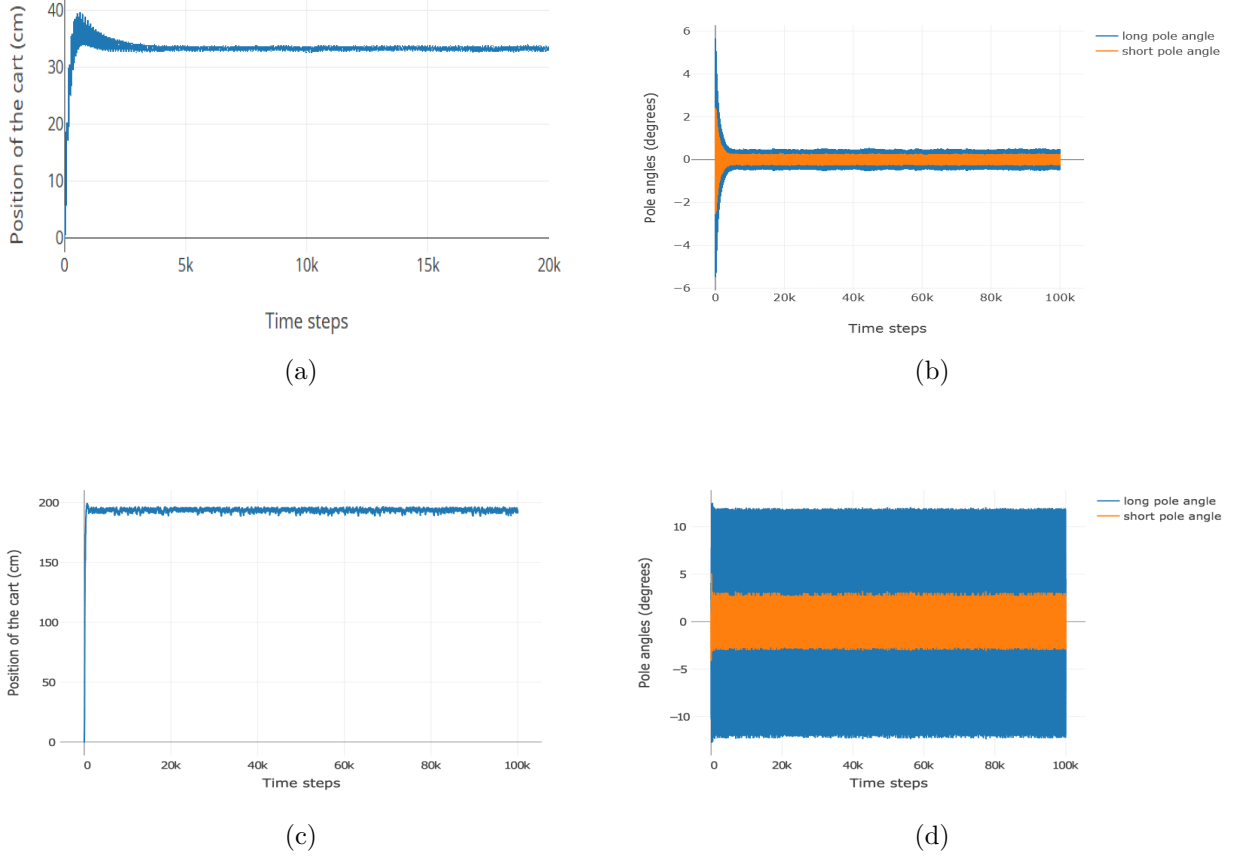 Position of the cart (cm)
40
30
20
10
0
0 5k 10k 15k 20k
Time steps
(a)
Pole angles (degrees)
6
4
2
0
−2
−4
−6
0 20k 40k 60k 80k 100k
Time steps
long pole angle
short pole angle
(b)
Position of the cart (cm)
200
150
100
50
0
0 20k 40k 60k 80k 100k
Time steps
(c)
Pole angles (degrees)
10
5
0
−5
−10
0 20k 40k 60k 80k 100k
Time steps
long pole angle
short pole angle
(d)